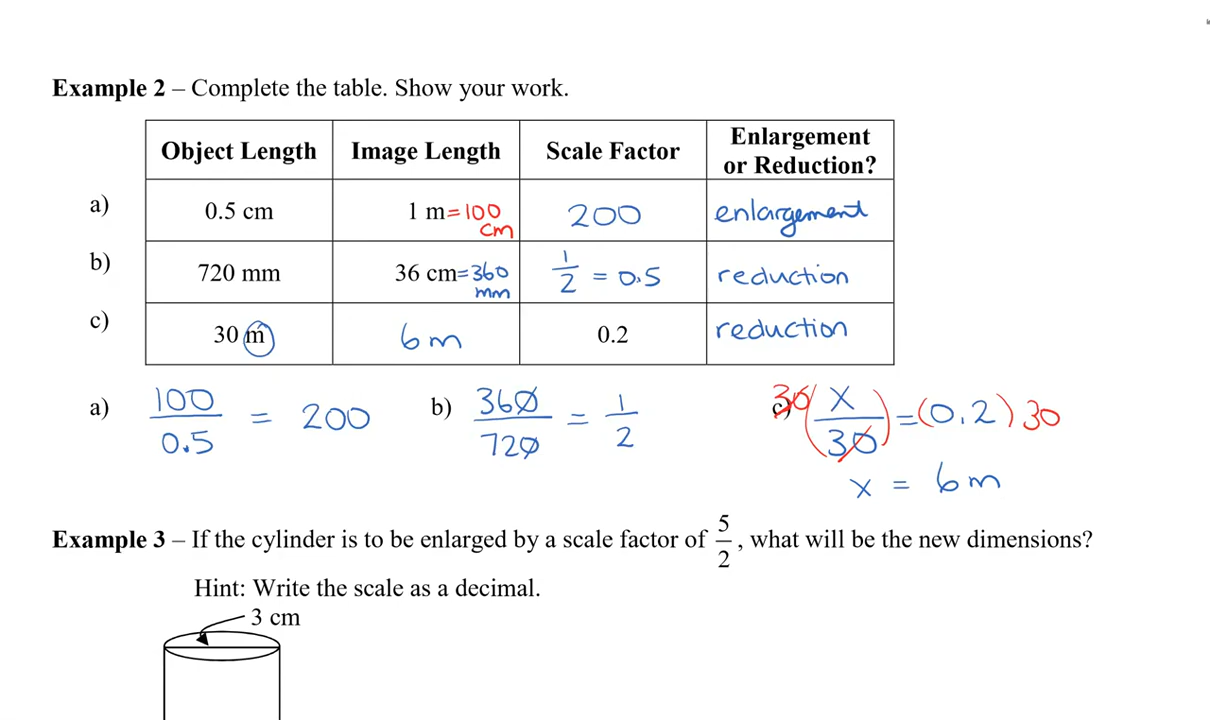 Example 2 – Complete the table. Show your work.
Object Length Image Length Scale Factor Enlargement or Reduction?
a) 0.5 cm 1 m = 100 cm 200 enlargement
b) 720 mm 36 cm = 360 mm 1/2 = 0.5 reduction
c) 30 m 6 m 0.2 reduction
a) 100/0.5 = 200 b) 360/720 = 1/2 c) 30(x/30) = (0.2)30
x = 6m
Example 3 – If the cylinder is to be enlarged by a scale factor of 5/2, what will be the new dimensions?
Hint: Write the scale as a decimal.
3 cm